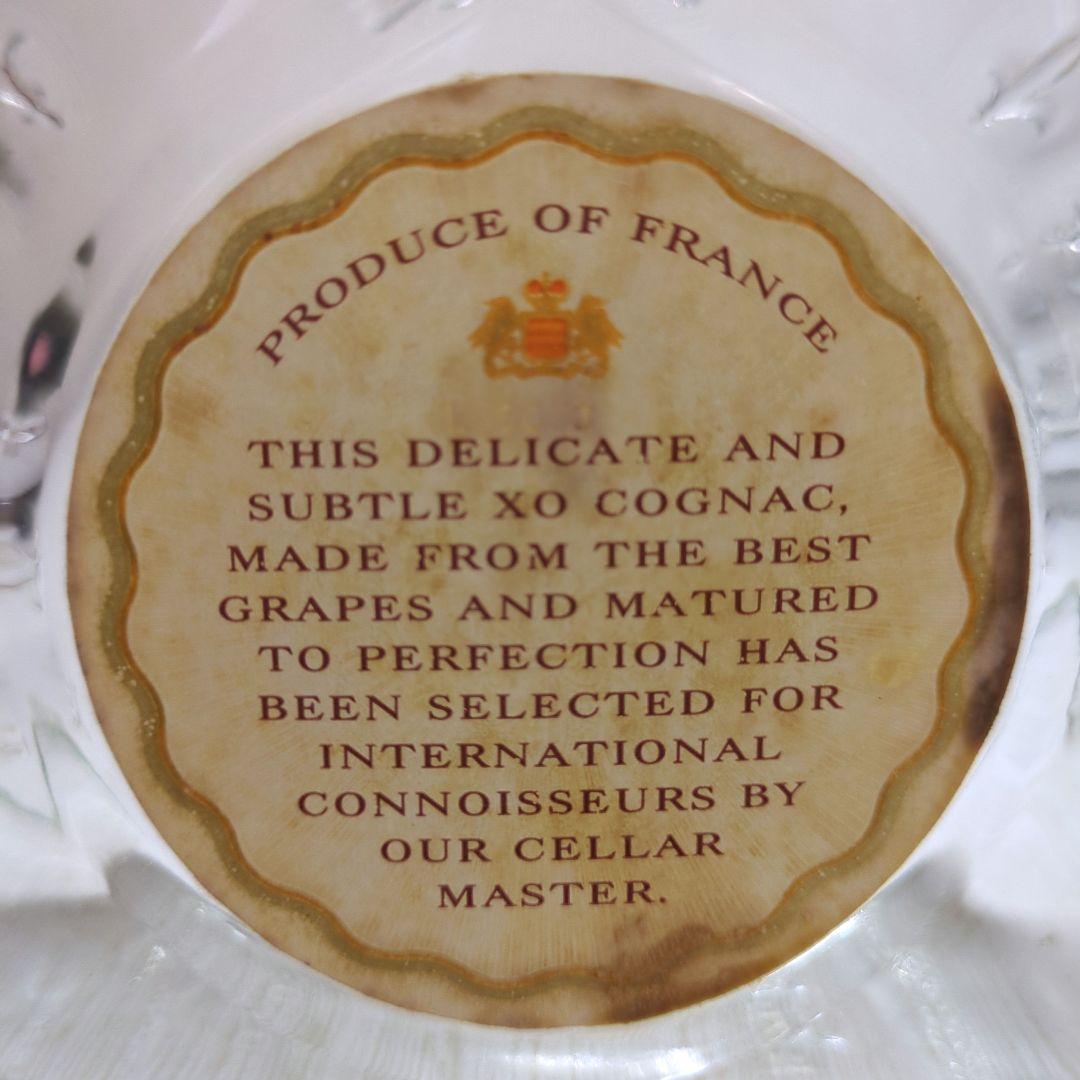 PRODUCE OF FRANCE
THIS DELICATE AND
SUBTLE XO COGNAC,
MADE FROM THE BEST
GRAPES AND MATURED
TO PERFECTION HAS
BEEN SELECTED FOR
INTERNATIONAL
CONNOISSEURS BY
OUR CELLAR
MASTER.